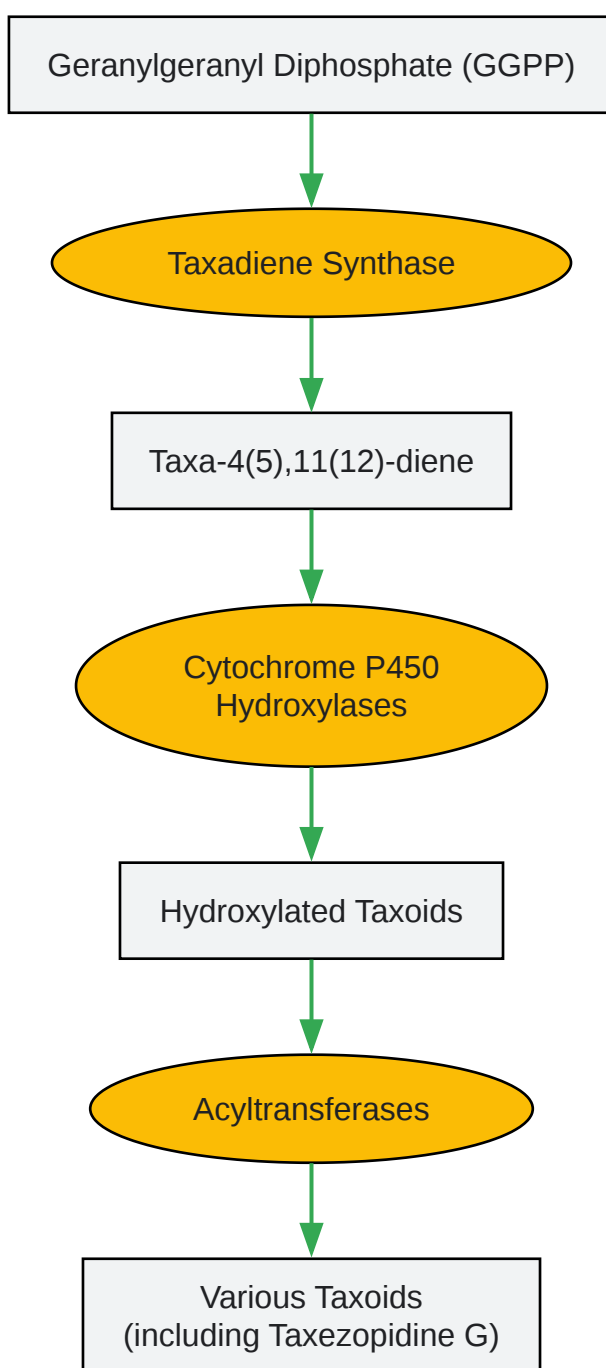 Geranylgeranyl Diphosphate (GGPP)
Taxadiene Synthase
Taxa-4(5),11(12)-diene
Cytochrome P450
Hydroxylases
Hydroxylated Taxoids
Acyltransferases
Various Taxoids
(including Taxezopidine G)